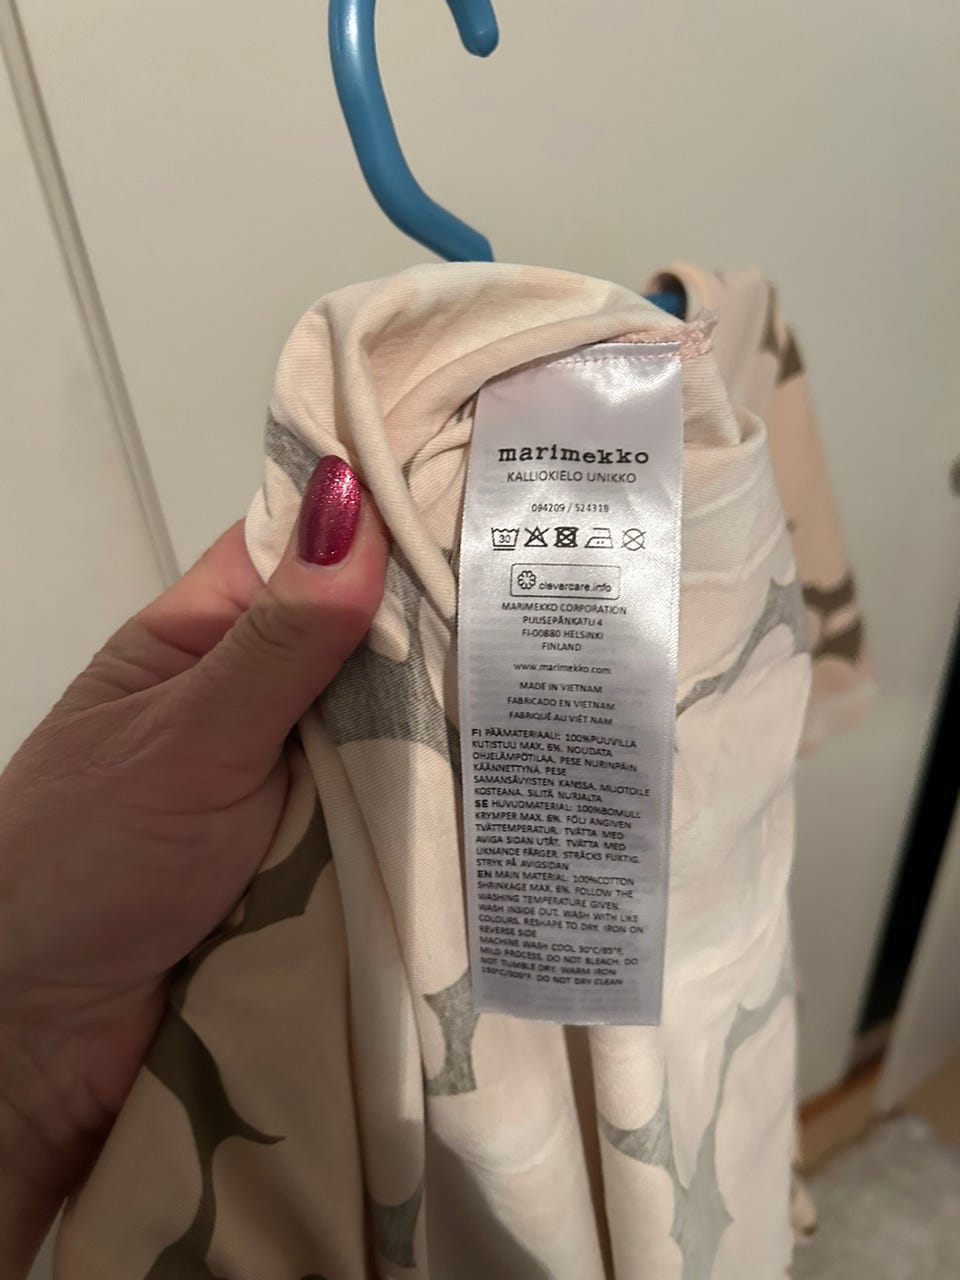 marimekko
KALLIOKIELO UNIKKO
094209 / 524318
30
clevercare.info
MARIMEKKO CORPORATION
PUUSEPÄNKATU 4
FI-00880 HELSINKI
FINLAND
www.marimekko.com
MADE IN VIETNAM
FABRICADO EN VIETNAM
FABRIQUÉ AU VIÊT NAM
FI PÄÄMATERIAALI: 100%PUUVILLA
KUTISTUU MAX. 6%. NOUDATA
OHJELÄMPÖTILAA. PESE NURINPÄIN
KÄÄNNETTYNÄ. PESE
SAMANSÄVYISTEN KANSSA. MUOTOILE
KOSTEANA. SILITÄ NURJALTA
SE HUVUDMATERIAL: 100%BOMULL
KRYMPER MAX. 6%. FÖLJ ANGIVEN
TVÄTTEMPERATUR. TVÄTTA MED
AVIGA SIDAN UTÅT. TVÄTTA MED
LIKNANDE FÄRGER. STRÄCKS FUKTIG.
STRYK PÅ AVIGSIDAN
EN MAIN MATERIAL: 100%COTTON
SHRINKAGE MAX. 6%. FOLLOW THE
WASHING TEMPERATURE GIVEN.
WASH INSIDE OUT. WASH WITH LIKE
COLOURS. RESHAPE TO DRY. IRON ON
REVERSE SIDE
MACHINE WASH COOL 30°C/85°F,
MILD PROCESS. DO NOT BLEACH. DO
NOT TUMBLE DRY. WARM IRON
150°C/300°F. DO NOT DRY CLEAN